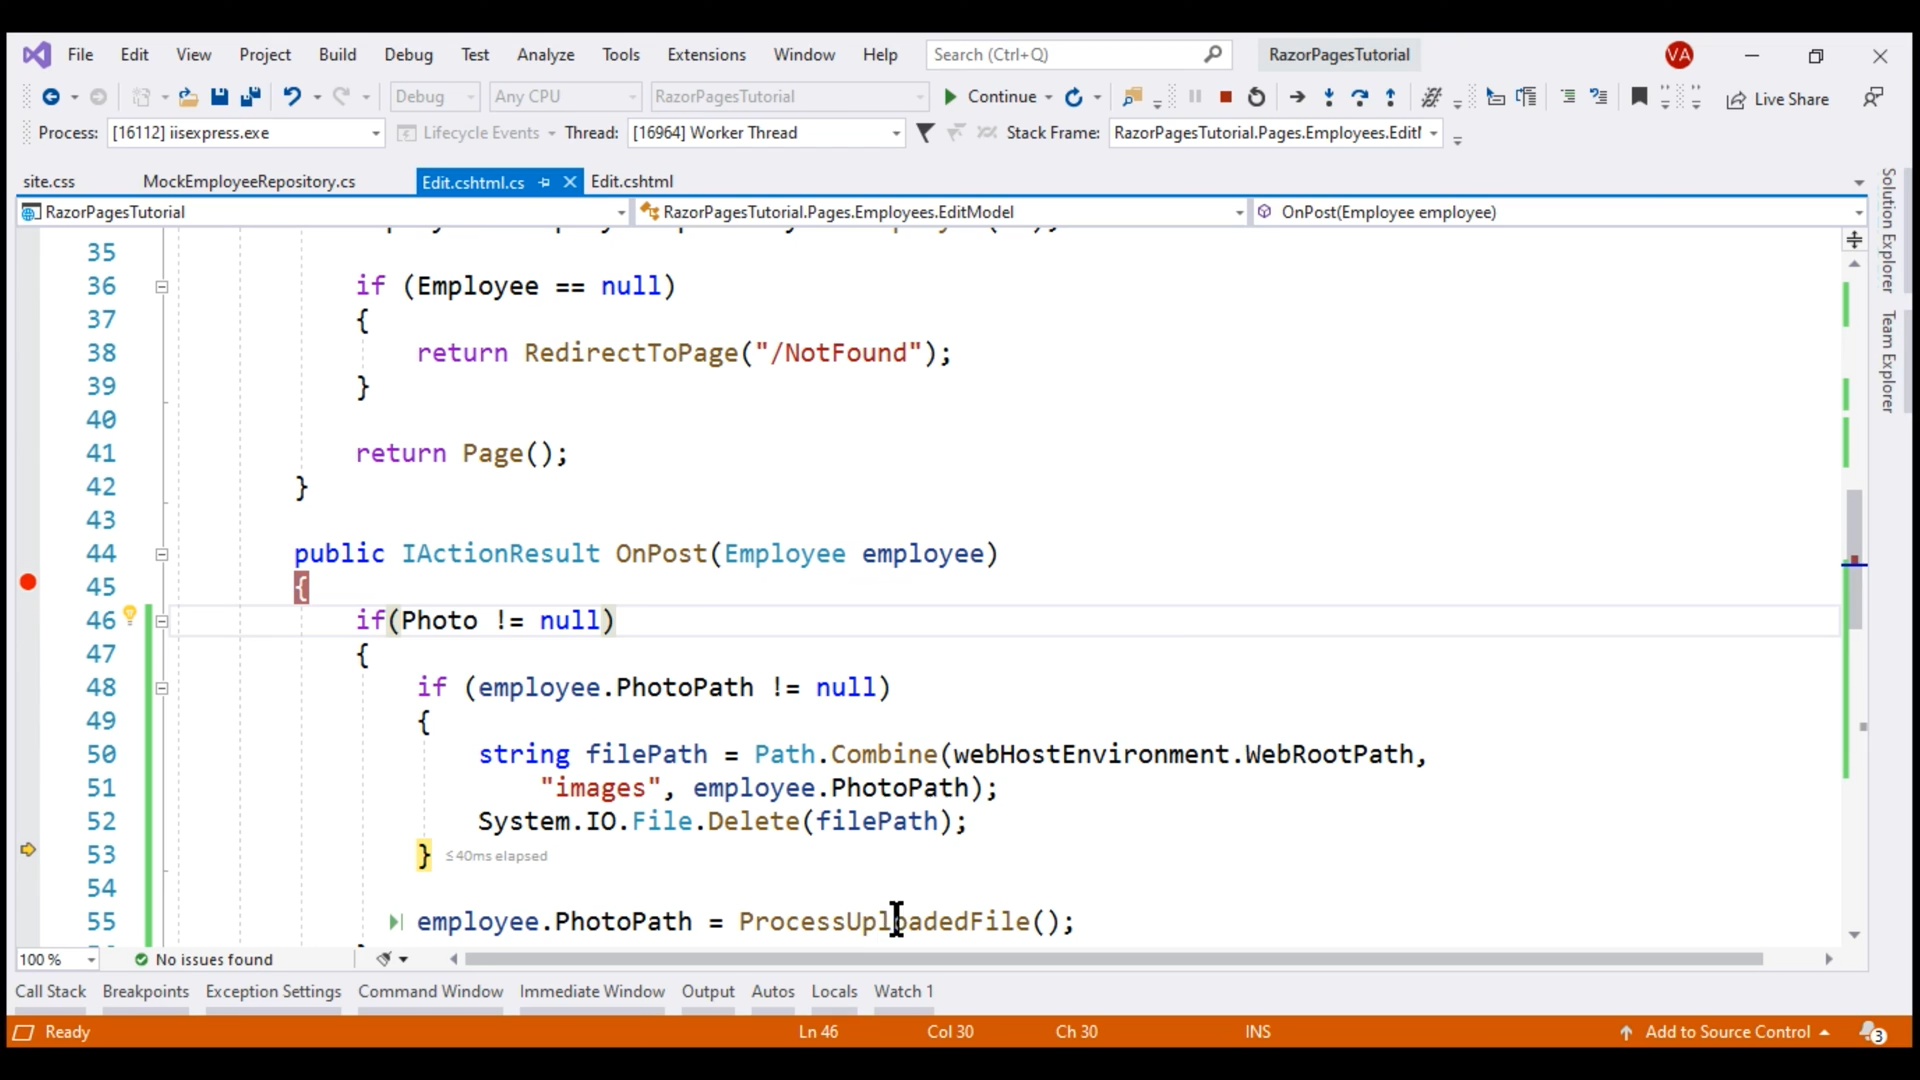 File Edit View Project Build Debug Test Analyze Tools Extensions Window Help Search (Ctrl+Q) RazorPagesTutorial VA
Debug Any CPU RazorPagesTutorial Continue Live Share
Process: [16112] iisexpress.exe Lifecycle Events Thread: [16964] Worker Thread Stack Frame: RazorPagesTutorial.Pages.Employees.EditM
site.css MockEmployeeRepository.cs Edit.cshtml.cs Edit.cshtml
RazorPagesTutorial RazorPagesTutorial.Pages.Employees.EditModel OnPost(Employee employee)
Solution Explorer
Team Explorer
35
36 if (Employee == null)
37 {
38 return RedirectToPage("/NotFound");
39 }
40
41 return Page();
42 }
43
44 public IActionResult OnPost(Employee employee)
45 {
46 if(Photo != null)
47 {
48 if (employee.PhotoPath != null)
49 {
50 string filePath = Path.Combine(webHostEnvironment.WebRootPath,
51 "images", employee.PhotoPath);
52 System.IO.File.Delete(filePath);
53 } ≤40ms elapsed
54
55 employee.PhotoPath = ProcessUploadedFile();
100 % No issues found
Call Stack Breakpoints Exception Settings Command Window Immediate Window Output Autos Locals Watch 1
Ready Ln 46 Col 30 Ch 30 INS Add to Source Control 3